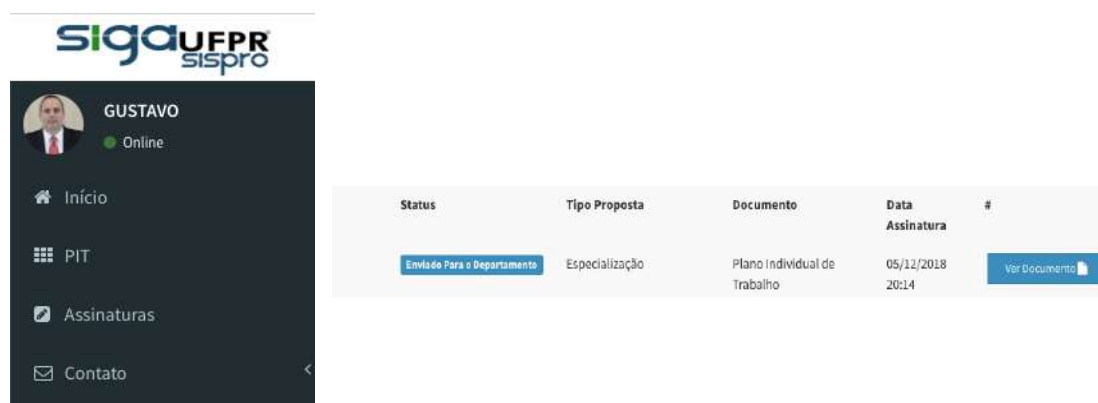 siga UFPR
sispro
GUSTAVO
Online
Início
PIT
Assinaturas
Contato
Status Tipo Proposta Documento Data #
Assinatura
Enviado Para o Departamento Especialização Plano Individual de 05/12/2018 Ver Documento
Trabalho 20:14